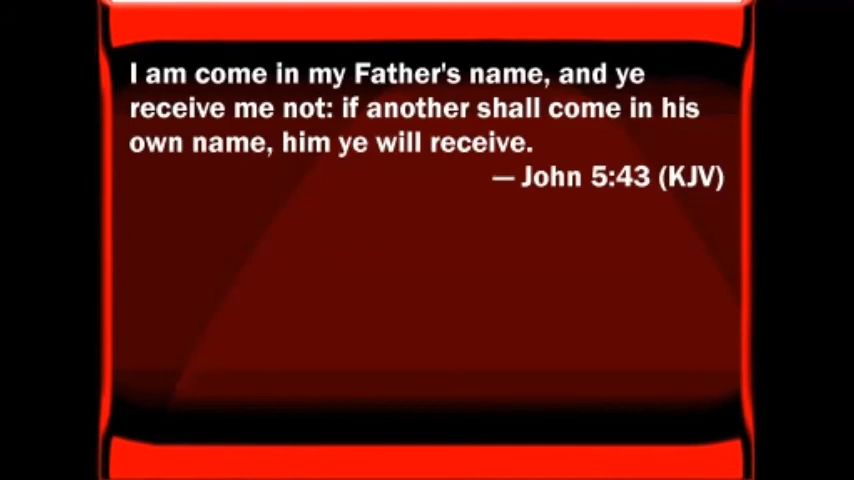 I am come in my Father's name, and ye
receive me not: if another shall come in his
own name, him ye will receive.
— John 5:43 (KJV)